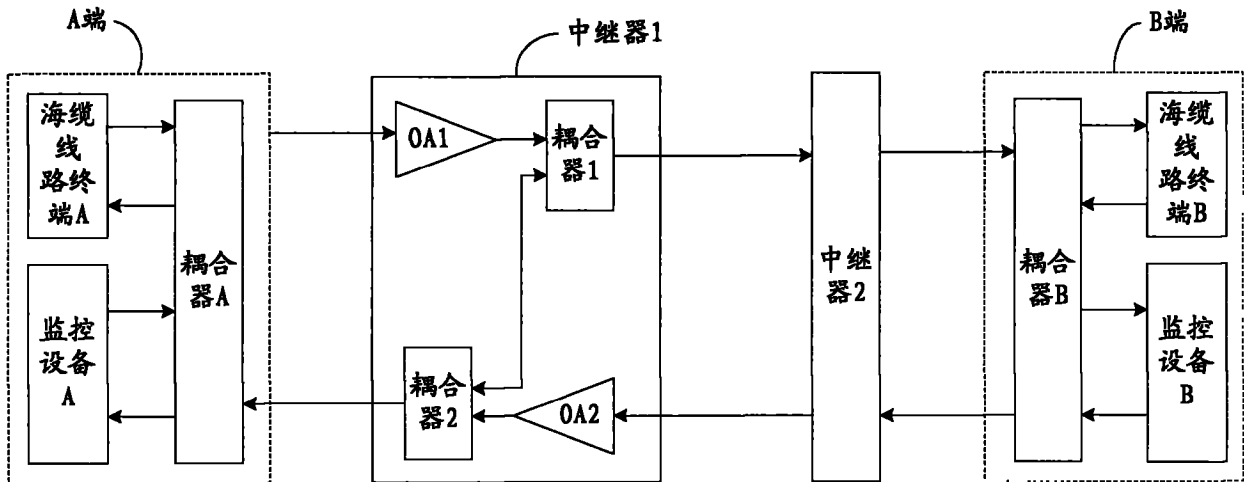 A端
中继器1
B端
海缆
线
路终
端A
耦合
器A
监控
设备
A
OA1
耦合
器1
耦合
器2
OA2
中继
器2
耦合
器B
海缆
线
路终
端B
监控
设备
B